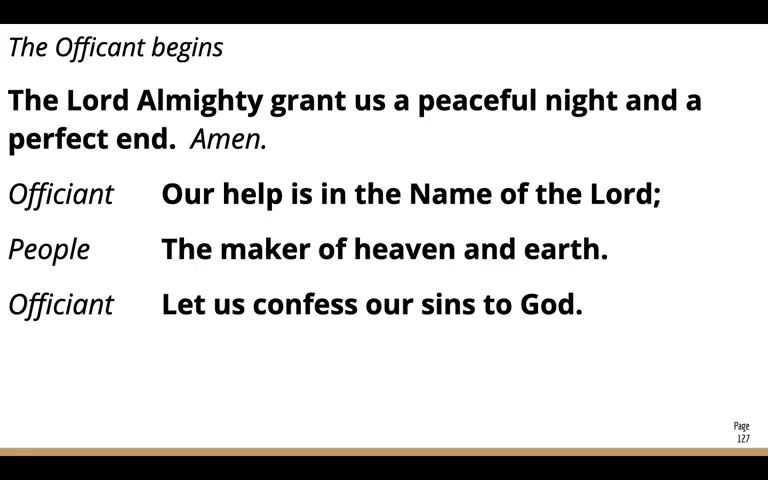 The Officant begins
The Lord Almighty grant us a peaceful night and a
perfect end. Amen.
Officiant Our help is in the Name of the Lord;
People The maker of heaven and earth.
Officiant Let us confess our sins to God.
Page
127